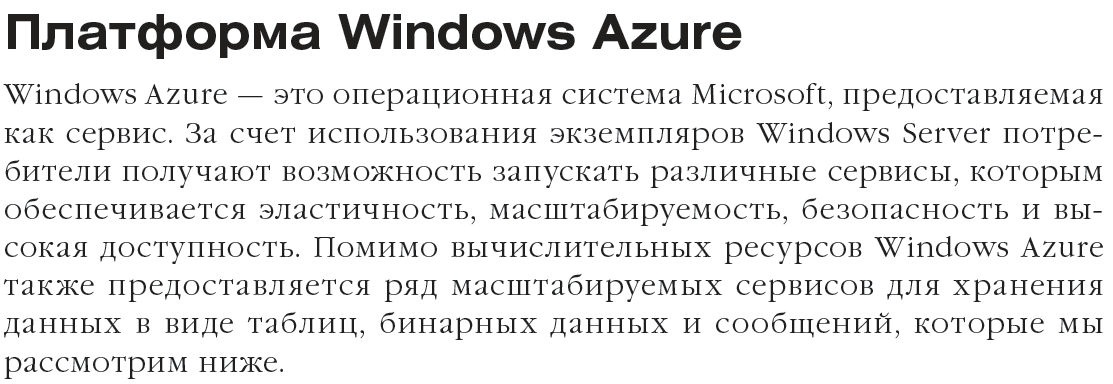 Платформа Windows Azure
Windows Azure — это операционная система Microsoft, предоставляемая
как сервис. За счет использования экземпляров Windows Server потре-
бители получают возможность запускать различные сервисы, которым
обеспечивается эластичность, масштабируемость, безопасность и вы-
сокая доступность. Помимо вычислительных ресурсов Windows Azure
также предоставляется ряд масштабируемых сервисов для хранения
данных в виде таблиц, бинарных данных и сообщений, которые мы
рассмотрим ниже.